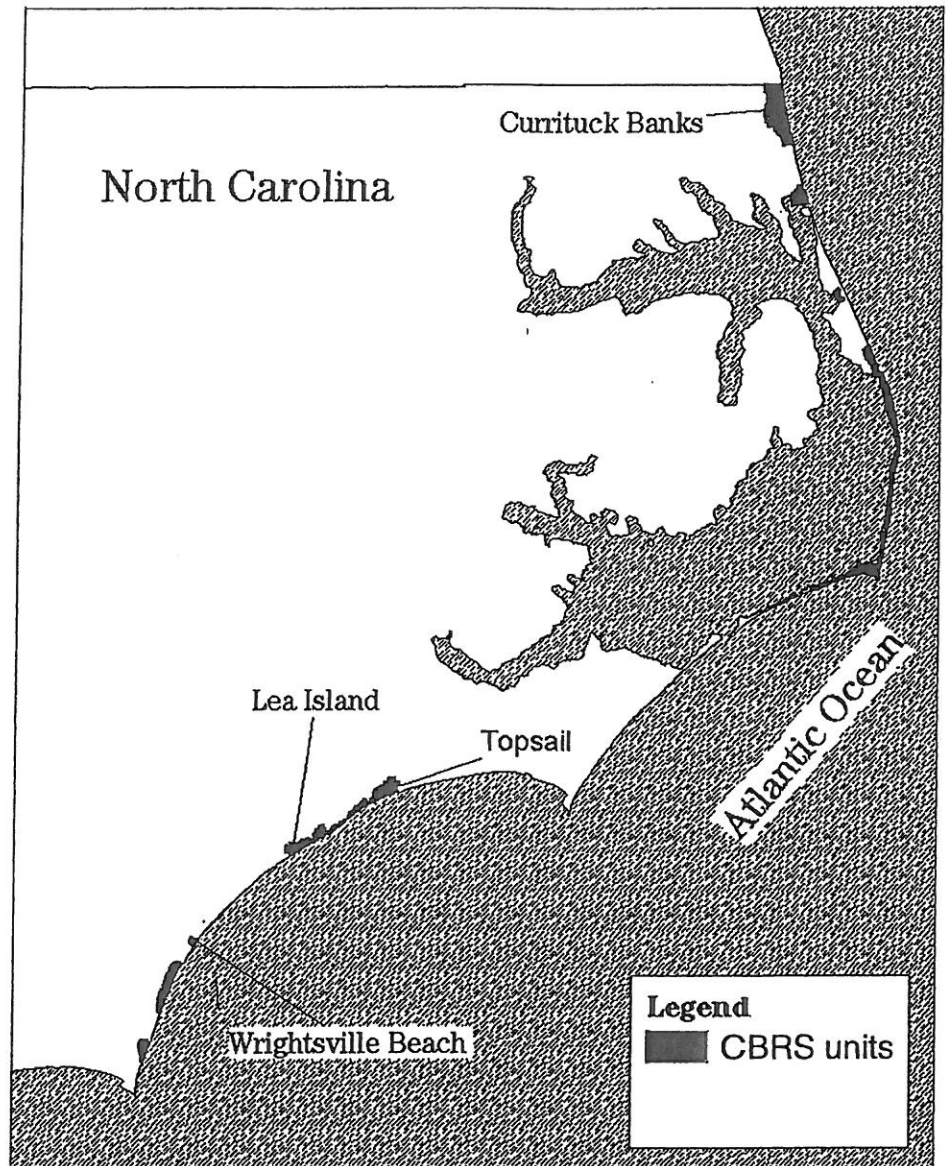 Currituck Banks
North Carolina
Lea Island
Topsail
Atlantic Ocean
Wrightsville Beach
Legend
CBRS units